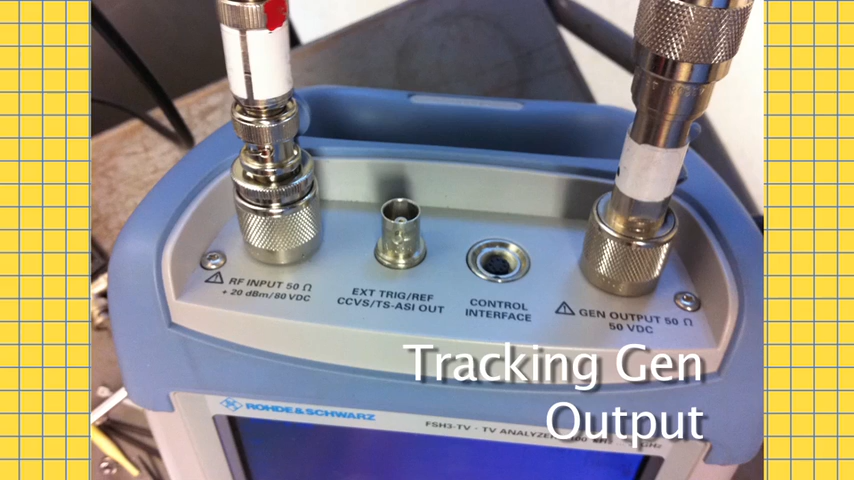 RF INPUT 50 Ω
+ 20 dBm/80 VDC
EXT TRIG/REF
CCVS/TS-ASI OUT
CONTROL
INTERFACE
GEN OUTPUT 50 Ω
50 VDC
Tracking Gen
Output
ROHDE&SCHWARZ
FSH3-TV · TV ANALYZER